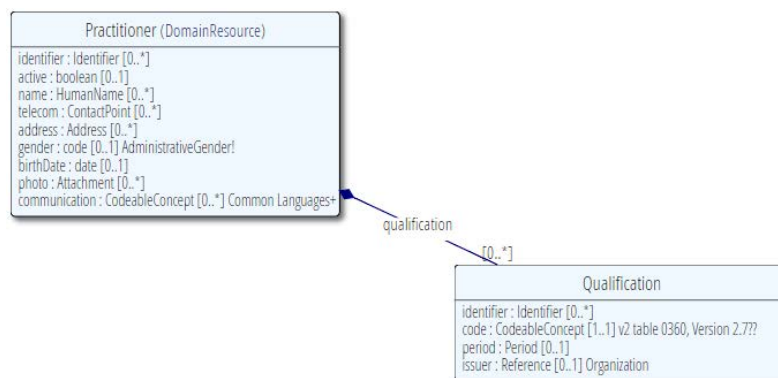 Practitioner (DomainResource)
identifier : Identifier [0..*]
active : boolean [0..1]
name : HumanName [0..*]
telecom : ContactPoint [0..*]
address : Address [0..*]
gender : code [0..1] AdministrativeGender!
birthDate : date [0..1]
photo : Attachment [0..*]
communication : CodeableConcept [0..*] Common Languages+
qualification
[0..*]
Qualification
identifier : Identifier [0..*]
code : CodeableConcept [1..1] v2 table 0360, Version 2.7??
period : Period [0..1]
issuer : Reference [0..1] Organization